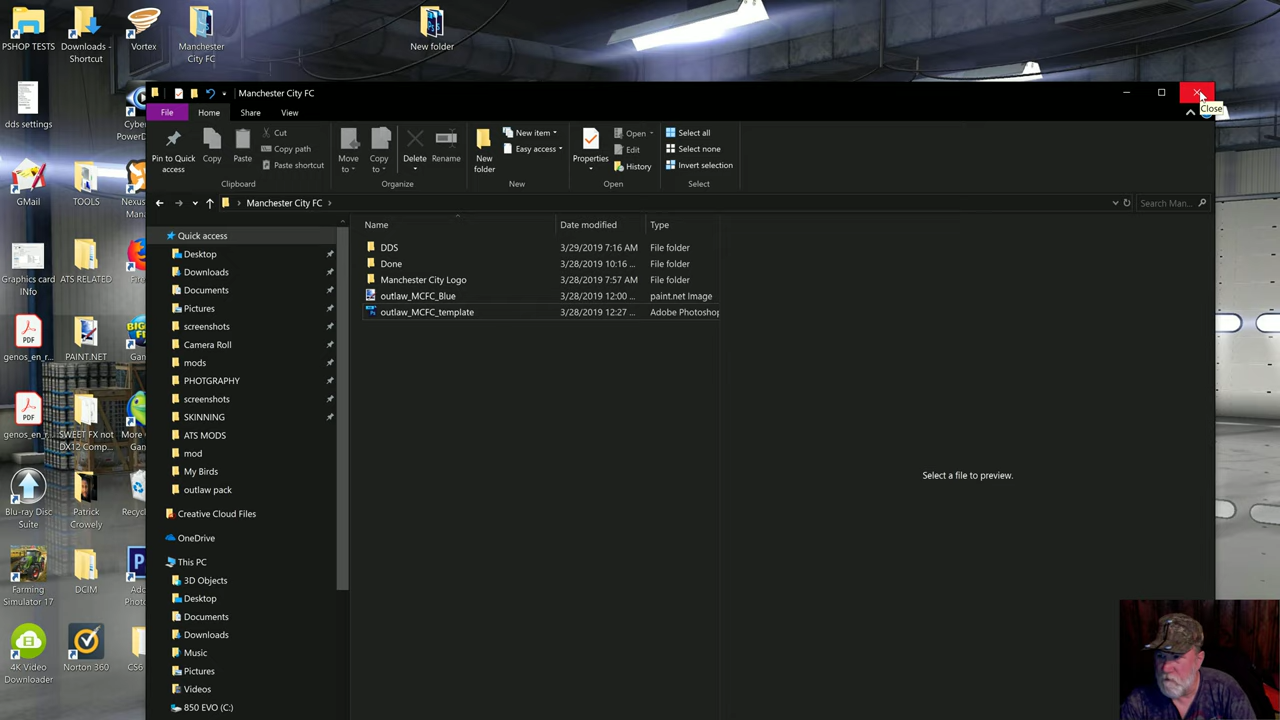 PSHOP TESTS
Downloads -
Shortcut
Vortex
Manchester
City FC
New folder
dds settings
Cyber
PowerD
GMail
TOOLS
Nexus
Mana
Graphics card
INfo
ATS RELATED
Fire
genos_en_r...
PAINT.NET
genos_en_r...
SWEET FX not
DX12 Comp...
More
Gan
Blu-ray Disc
Suite
Patrick
Crowely
Recyc
Farming
Simulator 17
DCIM
4K Video
Downloader
Norton 360
CS6
Manchester City FC
Close
File
Home
Share
View
Pin to Quick
access
Copy
Paste
Cut
Copy path
Paste shortcut
Clipboard
Move
to
Copy
to
Delete
Rename
Organize
New
folder
New item
Easy access
New
Properties
Open
Edit
History
Open
Select all
Select none
Invert selection
Select
Manchester City FC
Search Man...
Quick access
Desktop
Downloads
Documents
Pictures
screenshots
Camera Roll
mods
PHOTGRAPHY
screenshots
SKINNING
ATS MODS
mod
My Birds
outlaw pack
Creative Cloud Files
OneDrive
This PC
3D Objects
Desktop
Documents
Downloads
Music
Pictures
Videos
850 EVO (C:)
Name Date modified Type
DDS 3/29/2019 7:16 AM File folder
Done 3/28/2019 10:16 ... File folder
Manchester City Logo 3/28/2019 7:57 AM File folder
outlaw_MCFC_Blue 3/28/2019 12:00 ... paint.net Image
outlaw_MCFC_template 3/28/2019 12:27 ... Adobe Photoshop
Select a file to preview.